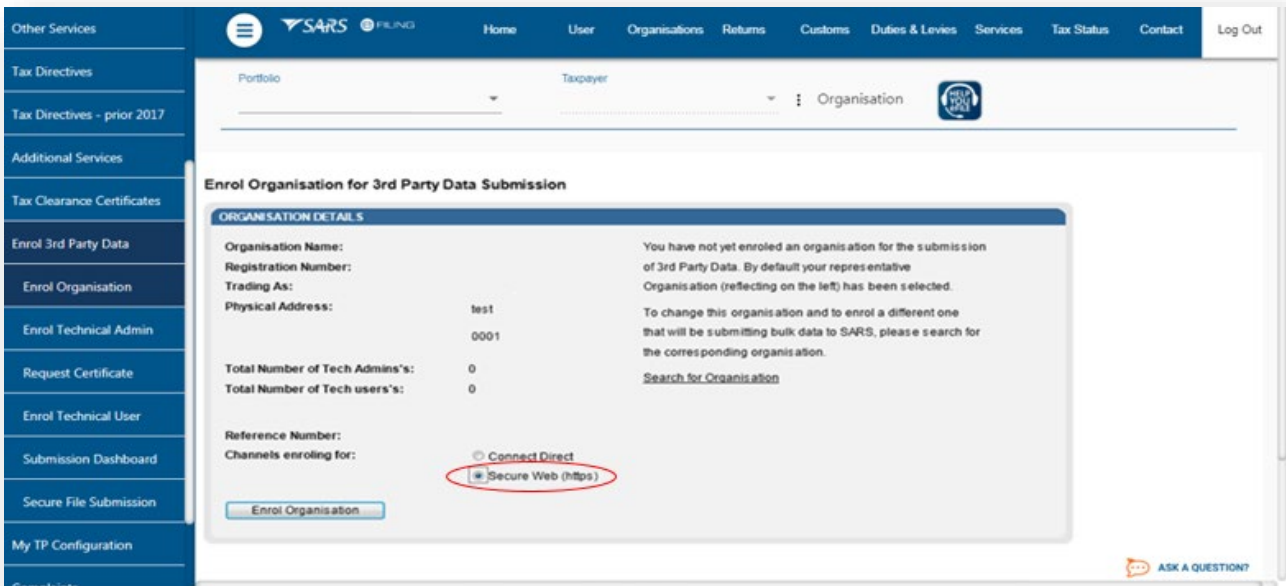 Other Services
Tax Directives
Tax Directives - prior 2017
Additional Services
Tax Clearance Certificates
Enrol 3rd Party Data
Enrol Organisation
Enrol Technical Admin
Request Certificate
Enrol Technical User
Submission Dashboard
Secure File Submission
My TP Configuration
Complaints
SARS eFILING
Home User Organisations Returns Customs Duties & Levies Services Tax Status Contact Log Out
Portfolio
Taxpayer
Organisation
HELP YOU eFILE
Enrol Organisation for 3rd Party Data Submission
ORGANISATION DETAILS
Organisation Name:
Registration Number:
Trading As:
Physical Address: test
0001
Total Number of Tech Admins's: 0
Total Number of Tech users's: 0
Reference Number:
Channels enroling for: Connect Direct
Secure Web (https)
Enrol Organisation
You have not yet enroled an organisation for the submission
of 3rd Party Data. By default your representative
Organisation (reflecting on the left) has been selected.
To change this organisation and to enrol a different one
that will be submitting bulk data to SARS, please search for
the corresponding organisation.
Search for Organisation
ASK A QUESTION?